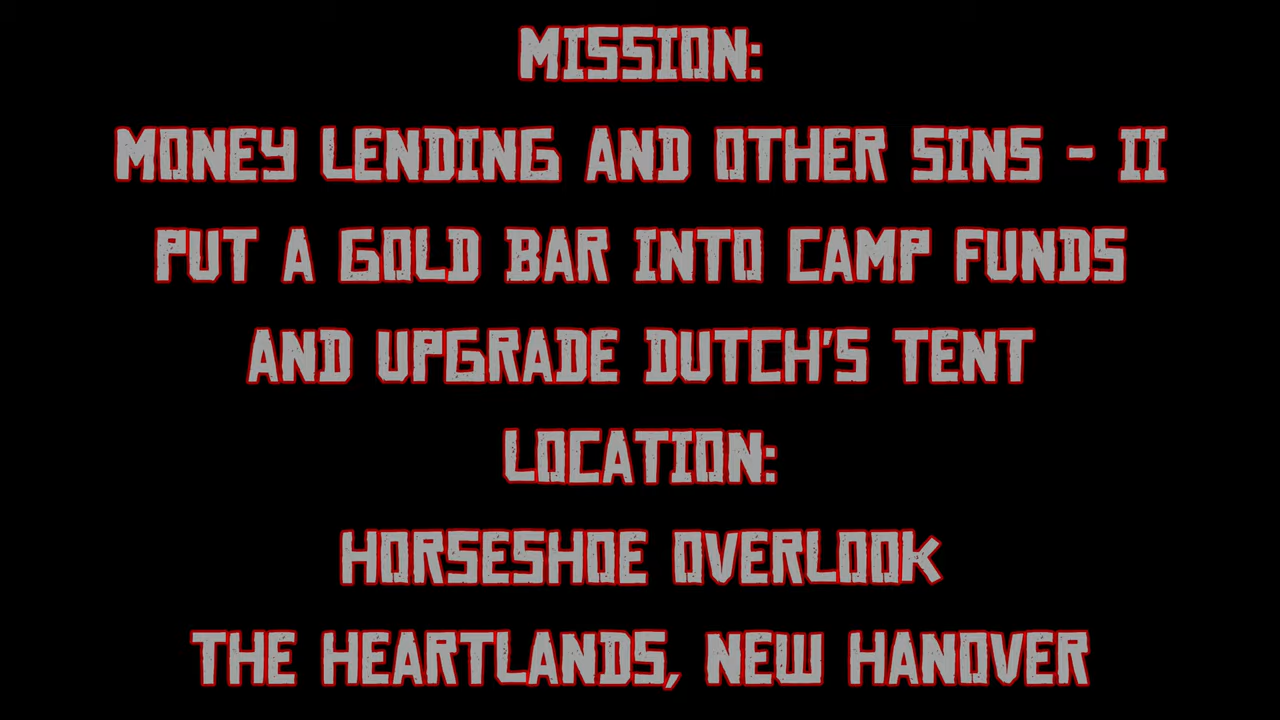 MISSION:
MONEY LENDING AND OTHER SINS - II
PUT A GOLD BAR INTO CAMP FUNDS
AND UPGRADE DUTCH'S TENT
LOCATION:
HORSESHOE OVERLOOK
THE HEARTLANDS, NEW HANOVER